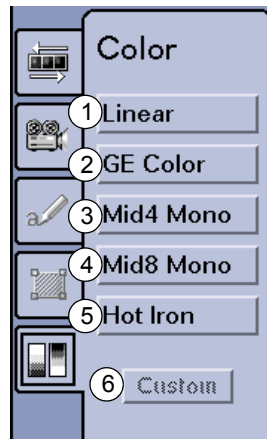 Color
1 Linear
2 GE Color
3 Mid4 Mono
a
4 Mid8 Mono
5 Hot Iron
6 Custom